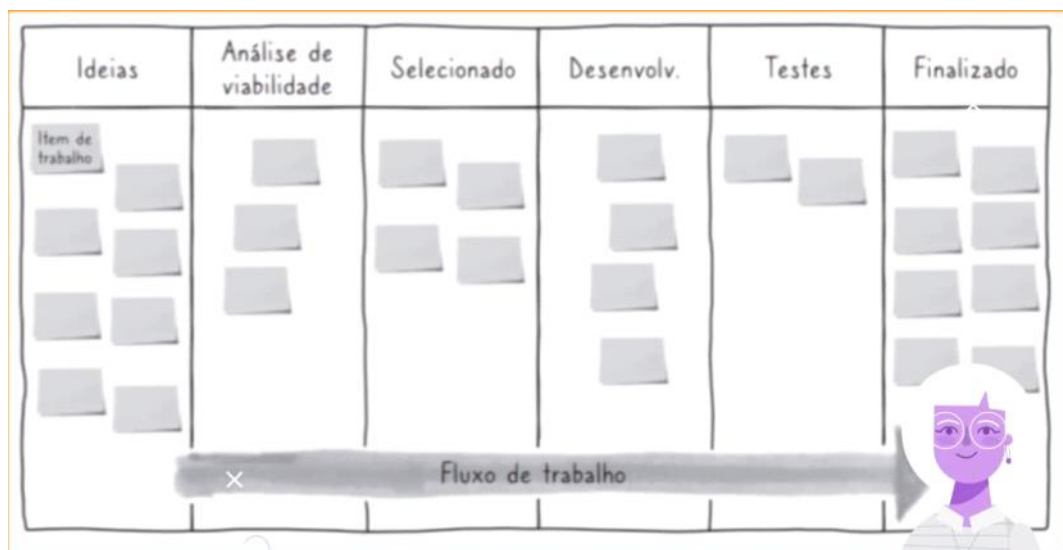 Ideias
Análise de
viabilidade
Selecionado
Desenvolv.
Testes
Finalizado
Item de
trabalho
Fluxo de trabalho